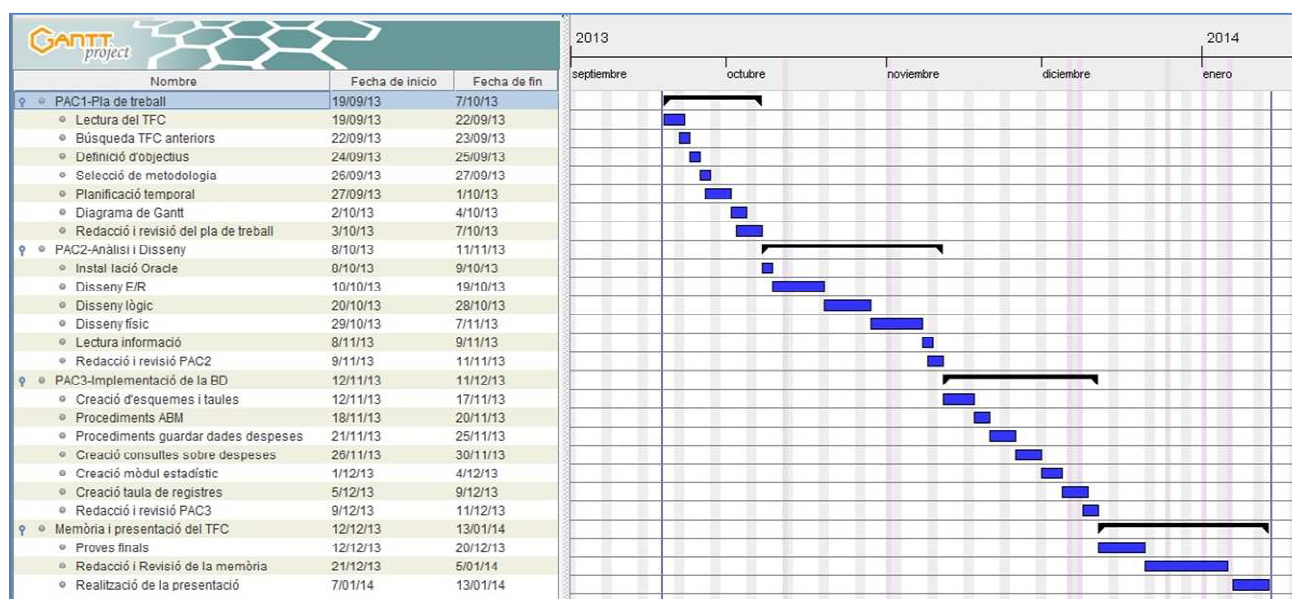 GANTT project
2013 2014
Nombre Fecha de inicio Fecha de fin septiembre octubre noviembre diciembre enero
PAC1-Pla de treball 19/09/13 7/10/13
Lectura del TFC 19/09/13 22/09/13
Búsqueda TFC anteriors 22/09/13 23/09/13
Definició d'objectius 24/09/13 25/09/13
Selecció de metodologia 26/09/13 27/09/13
Planificació temporal 27/09/13 1/10/13
Diagrama de Gantt 2/10/13 4/10/13
Redacció i revisió del pla de treball 3/10/13 7/10/13
PAC2-Anàlisi i Disseny 8/10/13 11/11/13
Instal·lació Oracle 8/10/13 9/10/13
Disseny E/R 10/10/13 19/10/13
Disseny lògic 20/10/13 28/10/13
Disseny físic 29/10/13 7/11/13
Lectura informació 8/11/13 9/11/13
Redacció i revisió PAC2 9/11/13 11/11/13
PAC3-Implementació de la BD 12/11/13 11/12/13
Creació d'esquemes i taules 12/11/13 17/11/13
Procediments ABM 18/11/13 20/11/13
Procediments guardar dades despeses 21/11/13 25/11/13
Creació consultes sobre despeses 26/11/13 30/11/13
Creació mòdul estadístic 1/12/13 4/12/13
Creació taula de registres 5/12/13 9/12/13
Redacció i revisió PAC3 9/12/13 11/12/13
Memòria i presentació del TFC 12/12/13 13/01/14
Proves finals 12/12/13 20/12/13
Redacció i Revisió de la memòria 21/12/13 5/01/14
Realització de la presentació 7/01/14 13/01/14